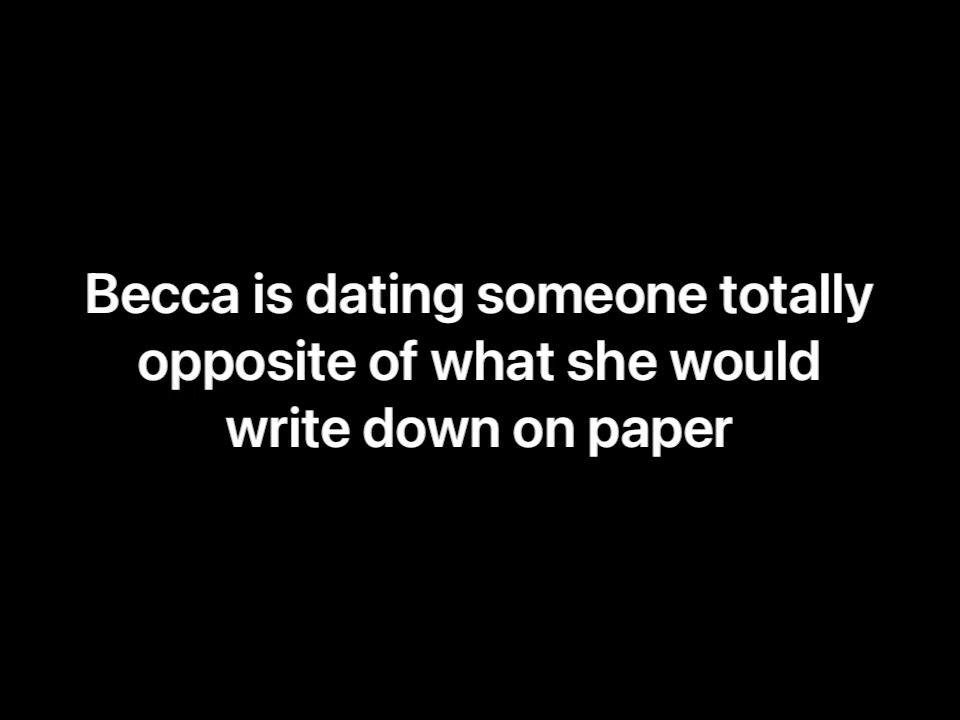 Becca is dating someone totally
opposite of what she would
write down on paper